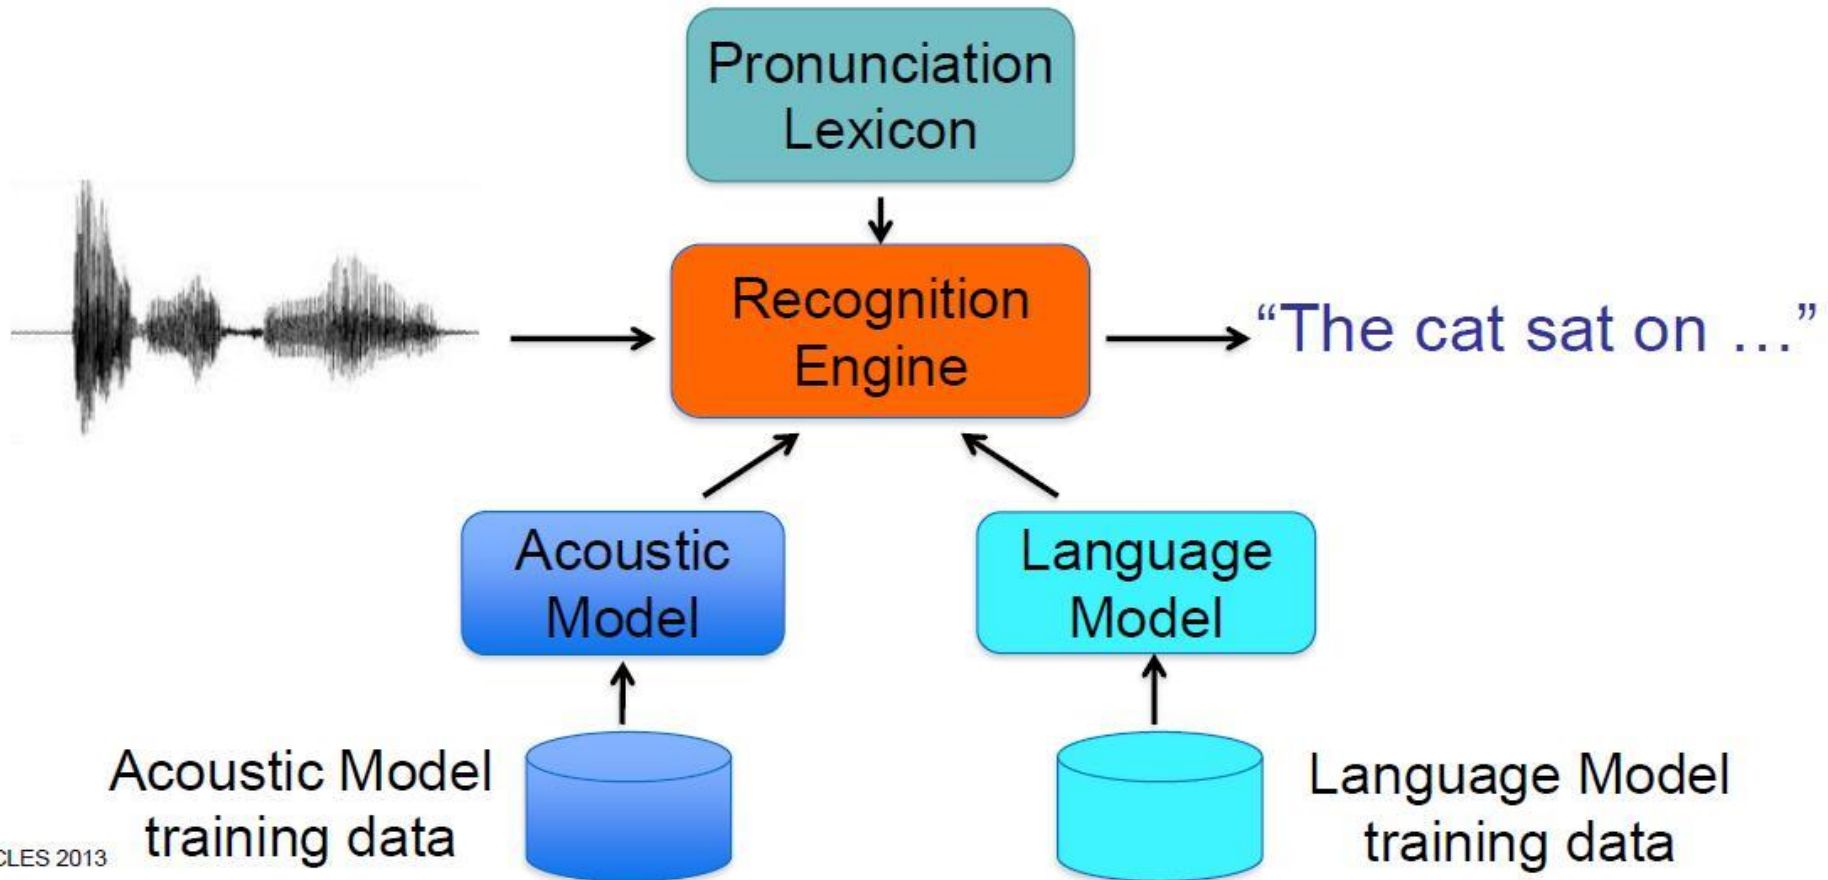 Pronunciation
Lexicon
Recognition
Engine
“The cat sat on ...”
Acoustic
Model
Language
Model
Acoustic Model
training data
Language Model
training data
CLES 2013